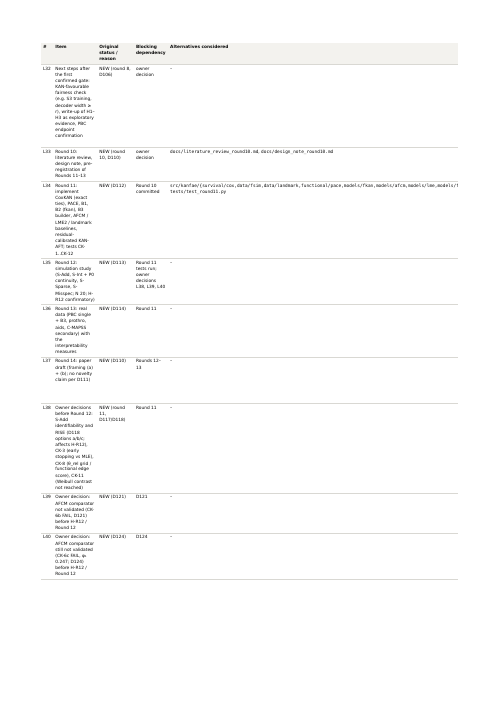 # Item Original status / reason Blocking dependency Alternatives considered
L32 Next steps after the first confirmed gate: KAN-favourable fairness check (e.g. S3 training, decoder width ≥ r), write-up of H1-H3 as exploratory evidence, PBC endpoint confirmation NEW (round 8, D106) owner decision –
L33 Round 10: literature review, design note, pre-registration of Rounds 11-13 NEW (round 10, D110) owner decision docs/literature_review_round10.md, docs/design_note_round10.md
L34 Round 11: implement CoxKAN (exact ties), PACE, B1, B2 (fkan), B3 builder, AFCM / LME2 / landmark-baselines, residual-calibrated KAN-AFT; tests CK-1..CK-12 NEW (D112) Round 10 committed src/kanfae/{survival/cox,data/fsim,data/landmark,functional/pace,models/fkan,models/afcm,models/lme,models/f
tests/test_round11.py
L35 Round 12: simulation study (S-Add, S-Int + P0 continuity, S-Sparse, S-Misspec; N 20; H-R12 confirmatory) NEW (D113) Round 11 tests run; owner decisions L38, L39, L40 –
L36 Round 13: real data (PBC single + B3, prothro, aids, C-MAPSS secondary) with the interpretability measures NEW (D114) Round 11 –
L37 Round 14: paper draft (framing (a) + (b); no novelty claim per D111) NEW (D110) Rounds 12-13 –
L38 Owner decisions before Round 12: S-Add identifiability and RISE (D118 options a/b/c, affects H-R12), CK-3 (early stopping vs MLE), CK-8 (θ_rel grid / functional edge score), CK-11 (Weibull contrast not reached) NEW (round 11, D117/D118) Round 11 –
L39 Owner decision: AFCM comparator not validated (CK-6b FAIL, D121) before H-R12 / Round 12 NEW (D121) D121 –
L40 Owner decision: AFCM comparator still not validated (CK-6c FAIL, 0.247; D124) before H-R12 / Round 12 NEW (D124) D124 –